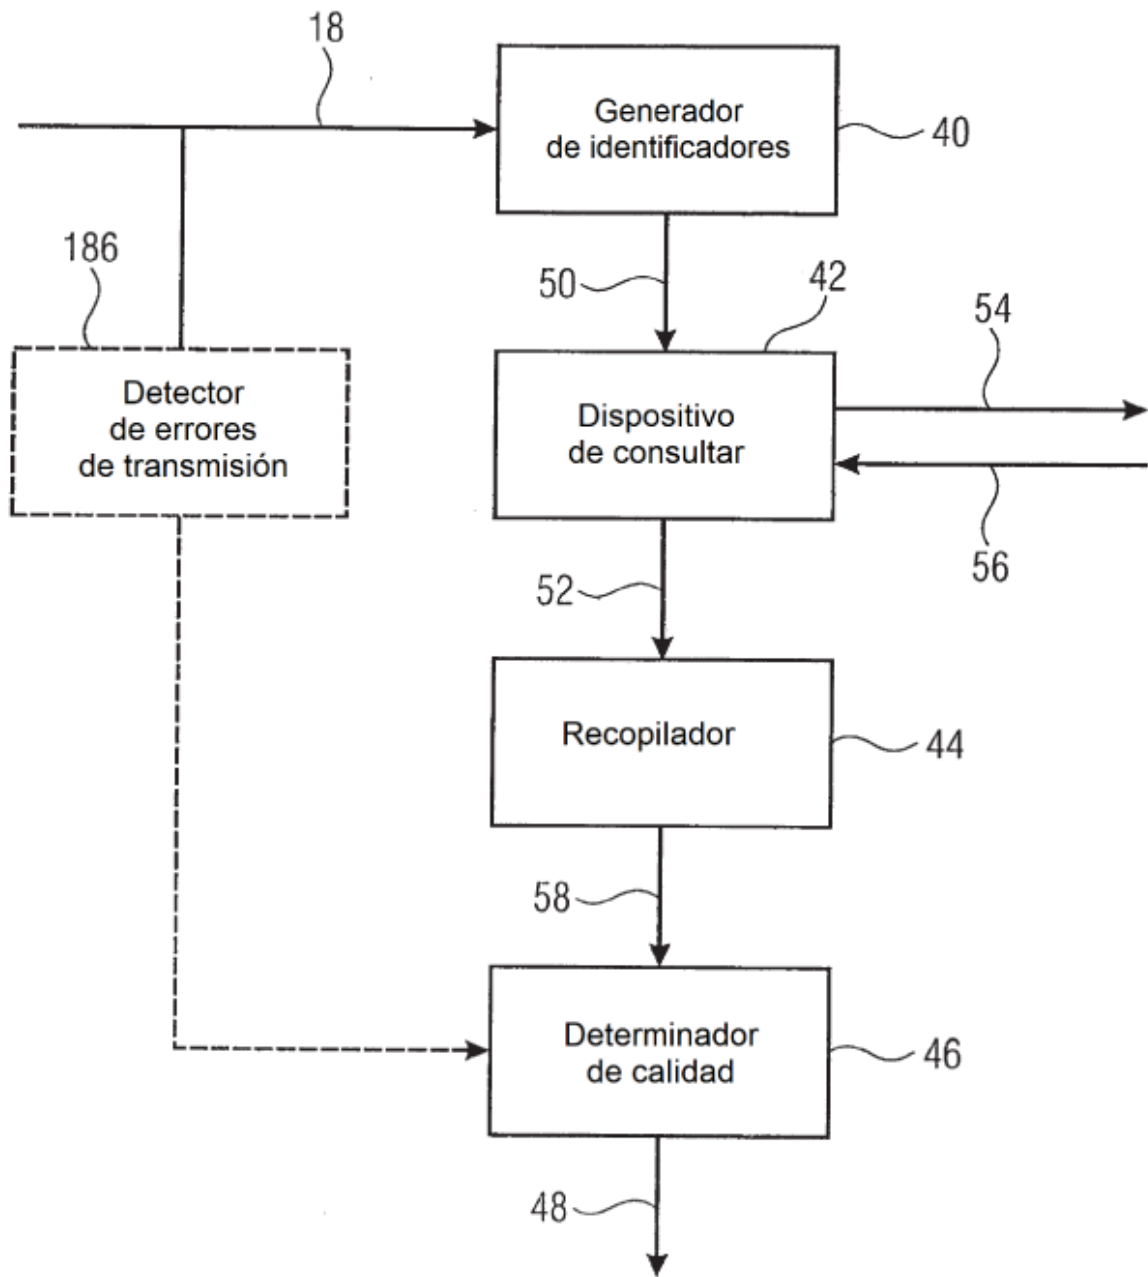 18
Generador
de identificadores
40
186
50
42
54
Detector
de errores
de transmisión
Dispositivo
de consultar
56
52
Recopilador
44
58
Determinador
de calidad
46
48